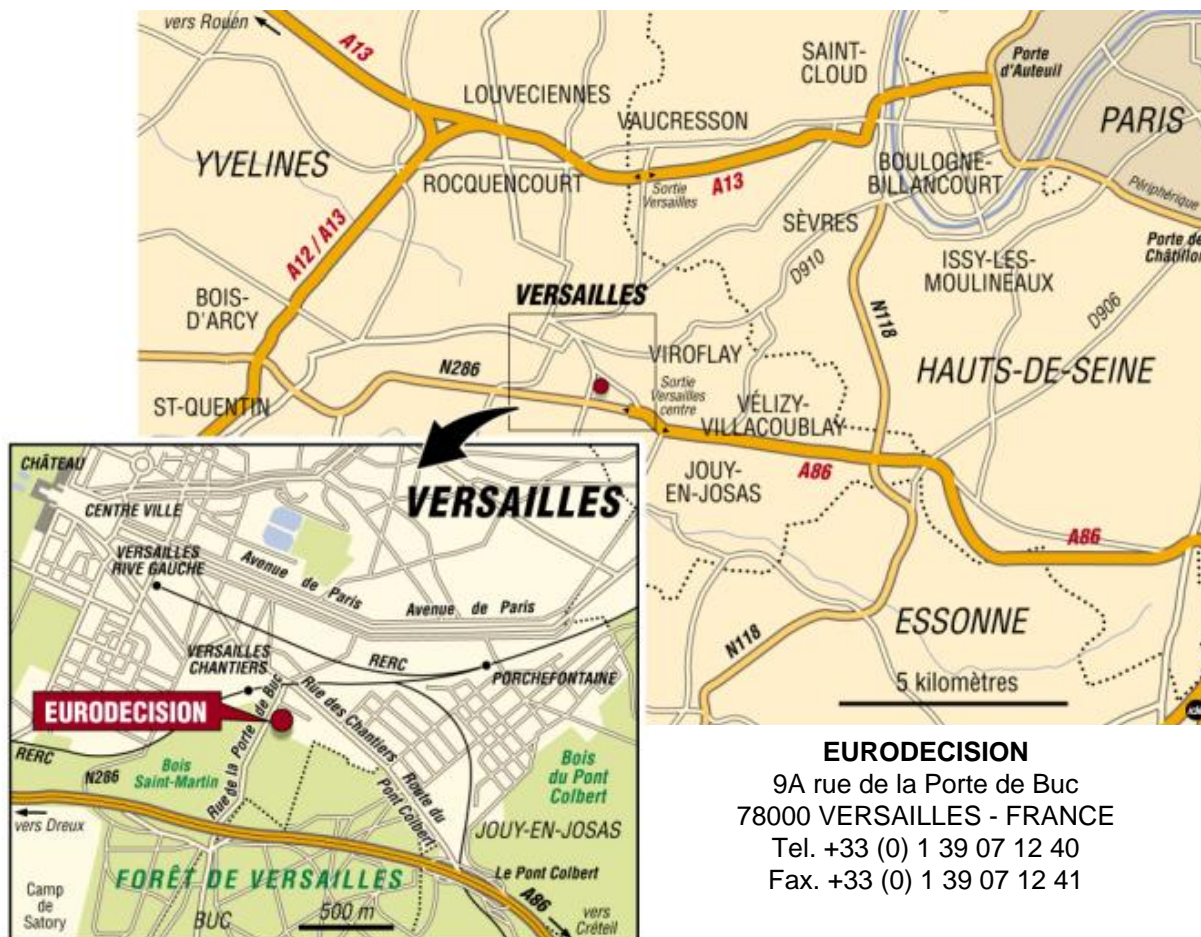 vers Rouen
A13
LOUVECIENNES
SAINT-
CLOUD
Porte
d'Auteuil
VAUCRESSON
PARIS
YVELINES
ROCQUENCOURT
Sortie
Versailles
A13
BOULOGNE-
BILLANCOURT
Périphérique
A12 / A13
SÈVRES
D910
ISSY-LES-
MOULINEAUX
Porte de
Châtillon
BOIS-
D'ARCY
VERSAILLES
N118
D906
VIROFLAY
N286
HAUTS-DE-SEINE
ST-QUENTIN
Sortie
Versailles
centre
VÉLIZY-
VILLACOUBLAY
JOUY-
EN-JOSAS
A86
A86
ESSONNE
N118
5 kilomètres
CHÂTEAU
VERSAILLES
CENTRE VILLE
VERSAILLES
RIVE GAUCHE
Avenue de Paris
Avenue de Paris
VERSAILLES
CHANTIERS
RERC
PORCHEFONTAINE
EURODECISION
Rue des Chantiers
Rue de la Porte de Buc
RERC
N286
Bois
Saint-Martin
Bois
du Pont
Colbert
Route du
Pont Colbert
vers Dreux
JOUY-EN-JOSAS
FORÊT DE VERSAILLES
Le Pont Colbert
Camp
de
Satory
BUC
500 m
A86
vers
Créteil
EURODECISION
9A rue de la Porte de Buc
78000 VERSAILLES - FRANCE
Tel. +33 (0) 1 39 07 12 40
Fax. +33 (0) 1 39 07 12 41